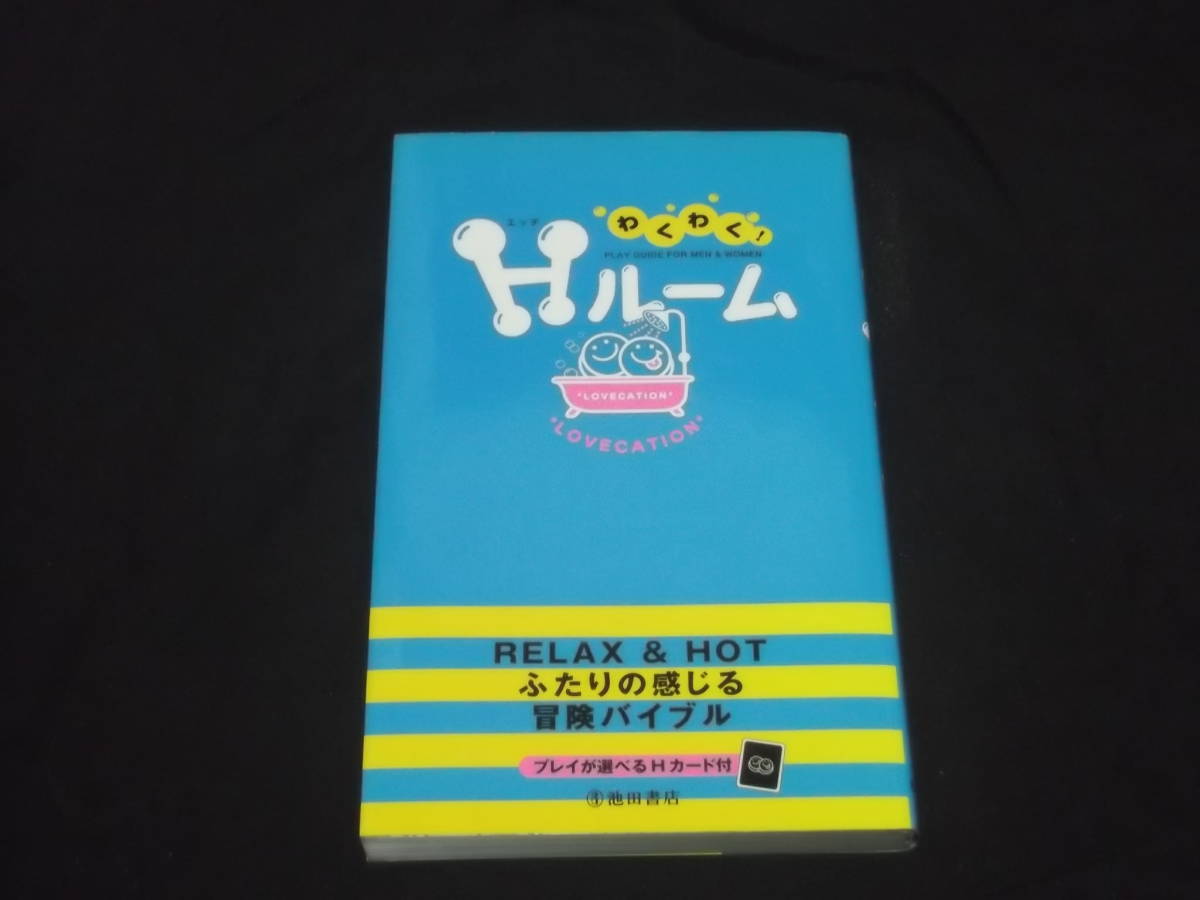 わくわく!
エッチ
PLAY GUIDE FOR MEN & WOMEN
Hルーム
"LOVECATION"
"LOVECATION"
RELAX & HOT
ふたりの感じる
冒険バイブル
プレイが選べるHカード付
池田書店